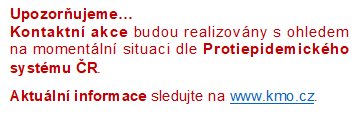 Upozorňujeme…
Kontaktní akce budou realizovány s ohledem
na momentální situaci dle Protiepidemického
systému ČR.
Aktuální informace sledujte na www.kmo.cz.